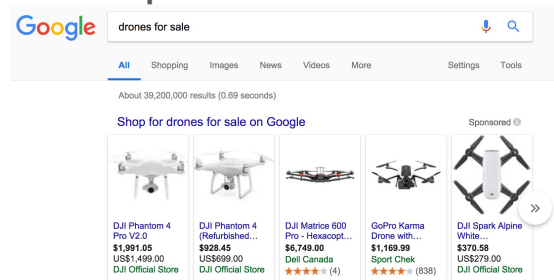 Google
drones for sale
All Shopping Images News Videos More Settings Tools
About 39,200,000 results (0.69 seconds)
Shop for drones for sale on Google
Sponsored
DJI Phantom 4
Pro V2.0
$1,991.05
US$1,499.00
DJI Official Store
DJI Phantom 4
(Refurbished...
$928.45
US$699.00
DJI Official Store
DJI Matrice 600
Pro - Hexacopt...
$6,749.00
Dell Canada
(4)
GoPro Karma
Drone with...
$1,169.99
Sport Chek
(838)
DJI Spark Alpine
White...
$370.58
US$279.00
DJI Official Store